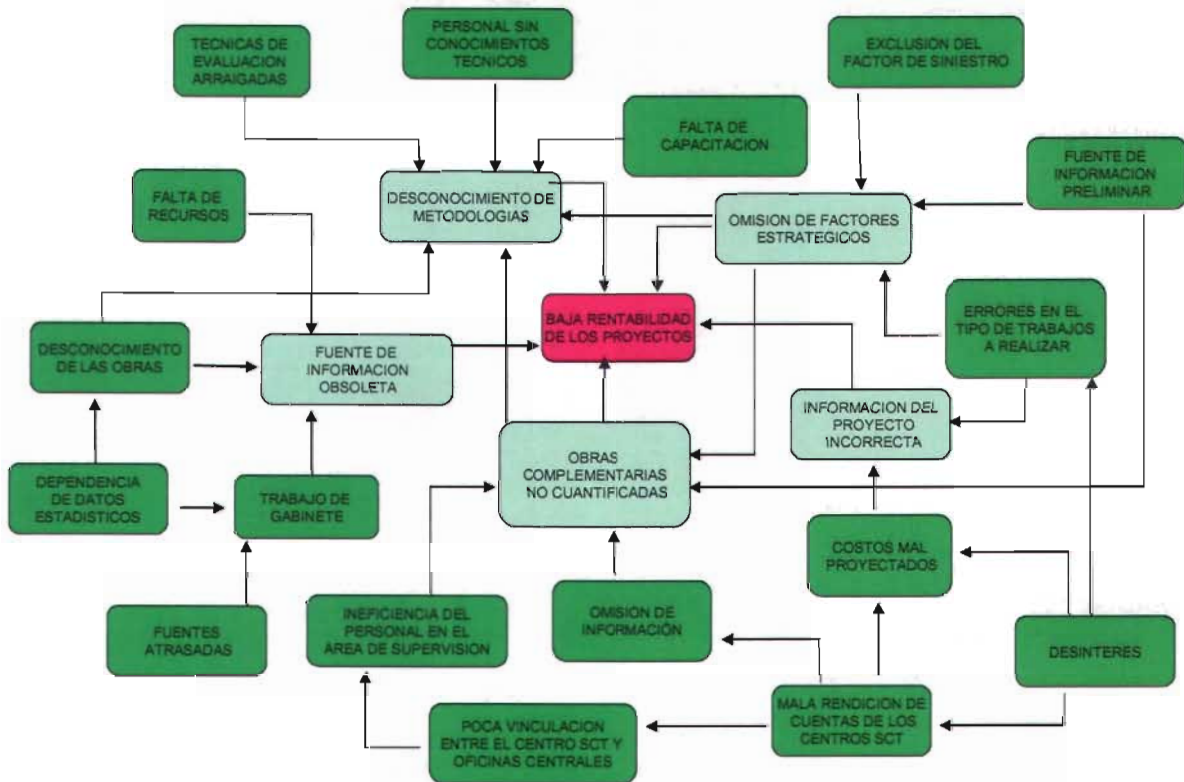 TECNICAS DE
EVALUACION
ARRAIGADAS
PERSONAL SIN
CONOCIMIENTOS
TECNICOS
EXCLUSION DEL
FACTOR DE SINIESTRO
FALTA DE
CAPACITACION
FUENTE DE
INFORMACION
PRELIMINAR
FALTA DE
RECURSOS
DESCONOCIMIENTO DE
METODOLOGIAS
OMISION DE FACTORES
ESTRATEGICOS
BAJA RENTABILIDAD
DE LOS PROYECTOS
ERRORES EN EL
TIPO DE TRABAJOS
A REALIZAR
DESCONOCIMIENTO
DE LAS OBRAS
FUENTE DE
INFORMACION
OBSOLETA
INFORMACION DEL
PROYECTO
INCORRECTA
OBRAS
COMPLEMENTARIAS
NO CUANTIFICADAS
DEPENDENCIA
DE DATOS
ESTADISTICOS
TRABAJO DE
GABINETE
COSTOS MAL
PROYECTADOS
FUENTES
ATRASADAS
INEFICIENCIA DEL
PERSONAL EN EL
AREA DE SUPERVISION
OMISION DE
INFORMACIÓN
DESINTERES
POCA VINCULACION
ENTRE EL CENTRO SCT Y
OFICINAS CENTRALES
MALA RENDICION DE
CUENTAS DE LOS
CENTROS SCT